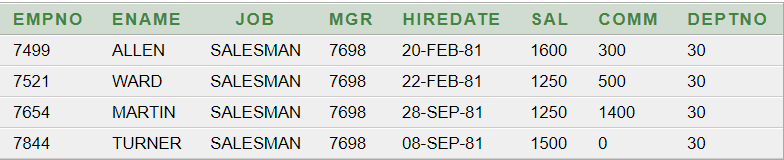 EMPNO ENAME JOB MGR HIREDATE SAL COMM DEPTNO
7499 ALLEN SALESMAN 7698 20-FEB-81 1600 300 30
7521 WARD SALESMAN 7698 22-FEB-81 1250 500 30
7654 MARTIN SALESMAN 7698 28-SEP-81 1250 1400 30
7844 TURNER SALESMAN 7698 08-SEP-81 1500 0 30